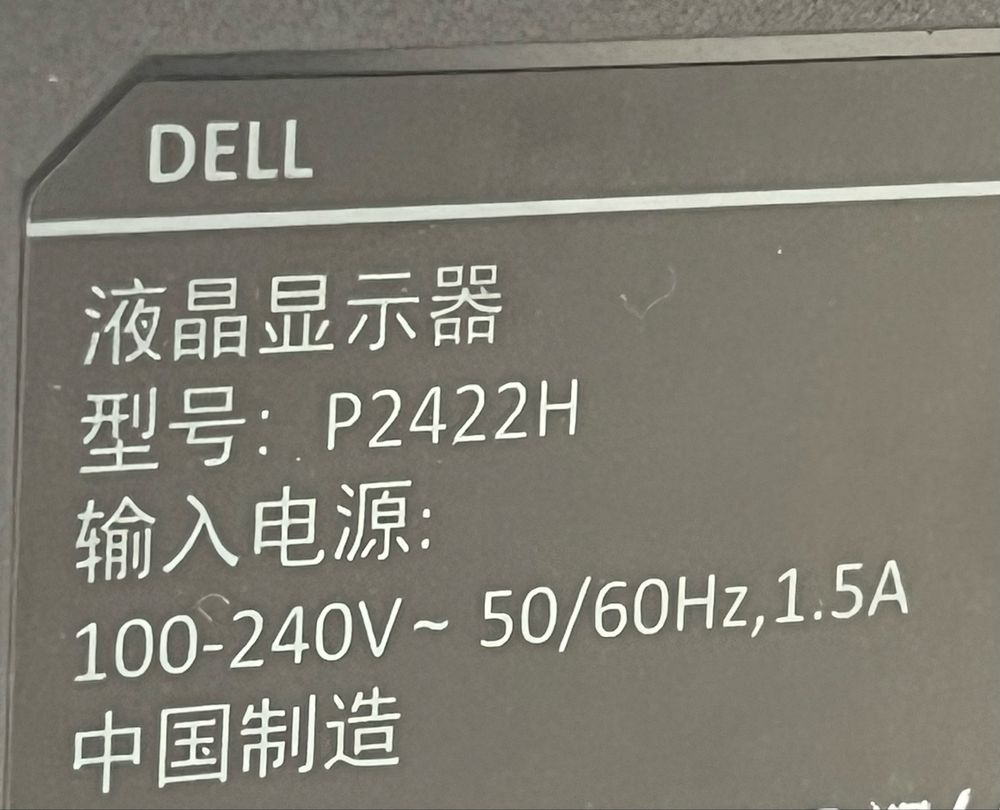 DELL
液晶显示器
型号: P2422H
输入电源:
100-240V~ 50/60Hz,1.5A
中国制造